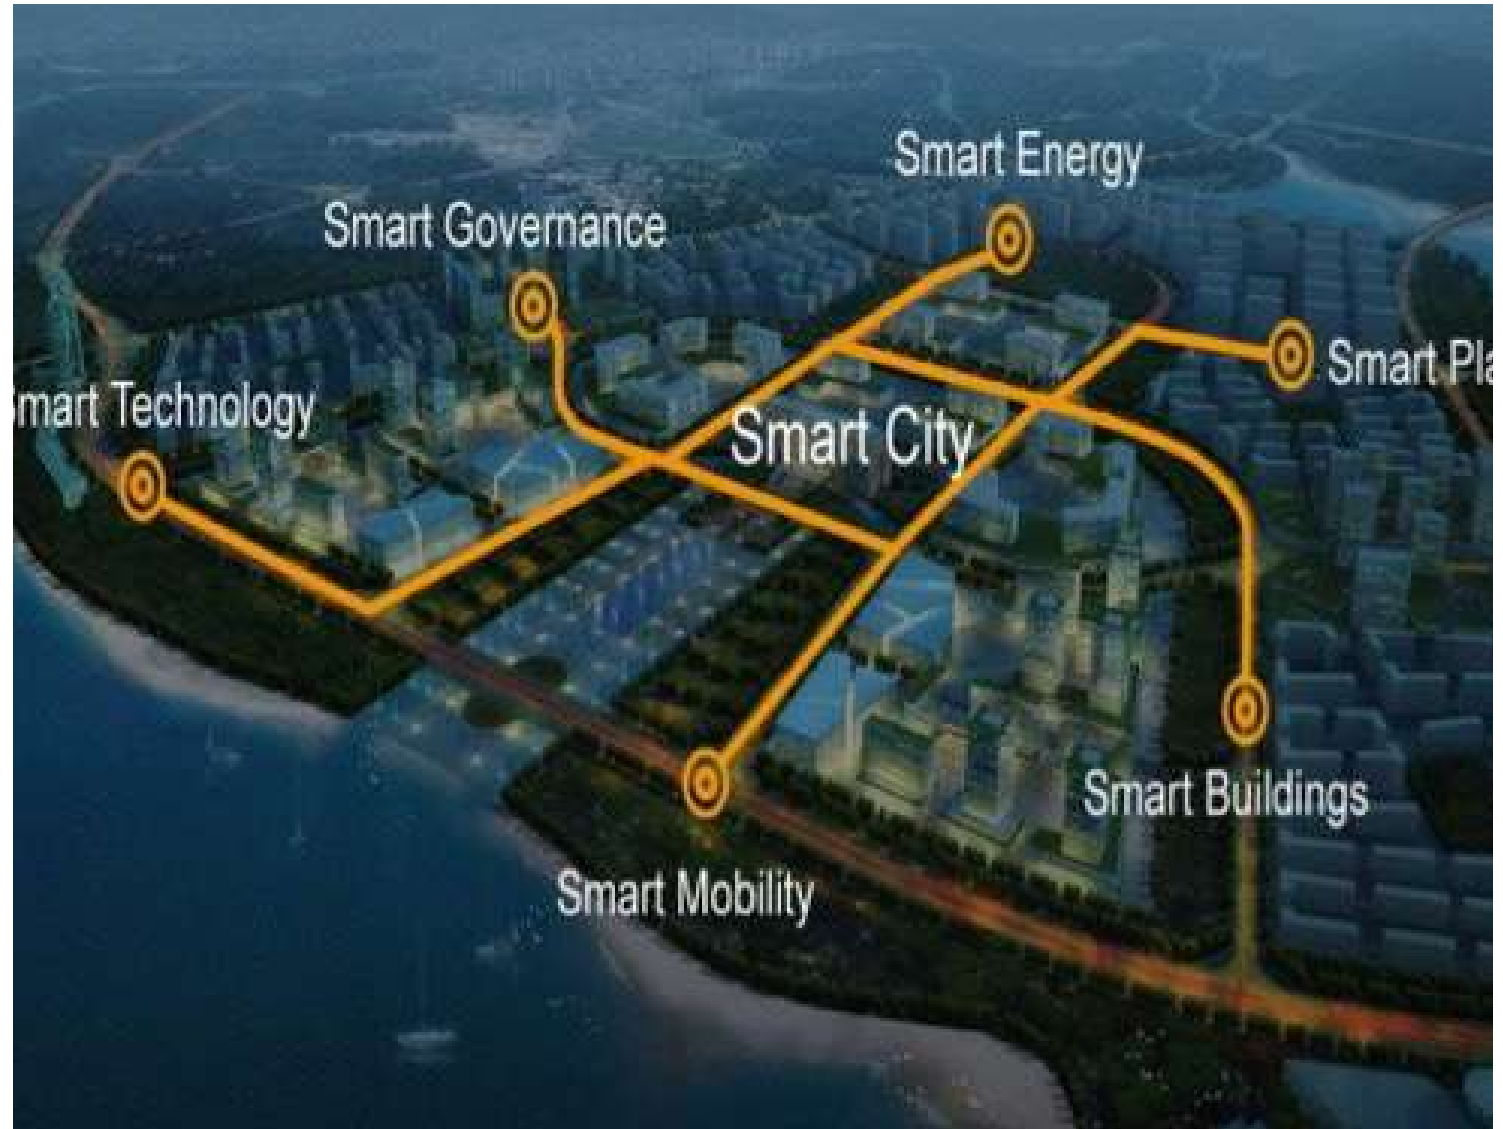 Smart Energy
Smart Governance
Smart Pla
mart Technology
Smart City
Smart Buildings
Smart Mobility